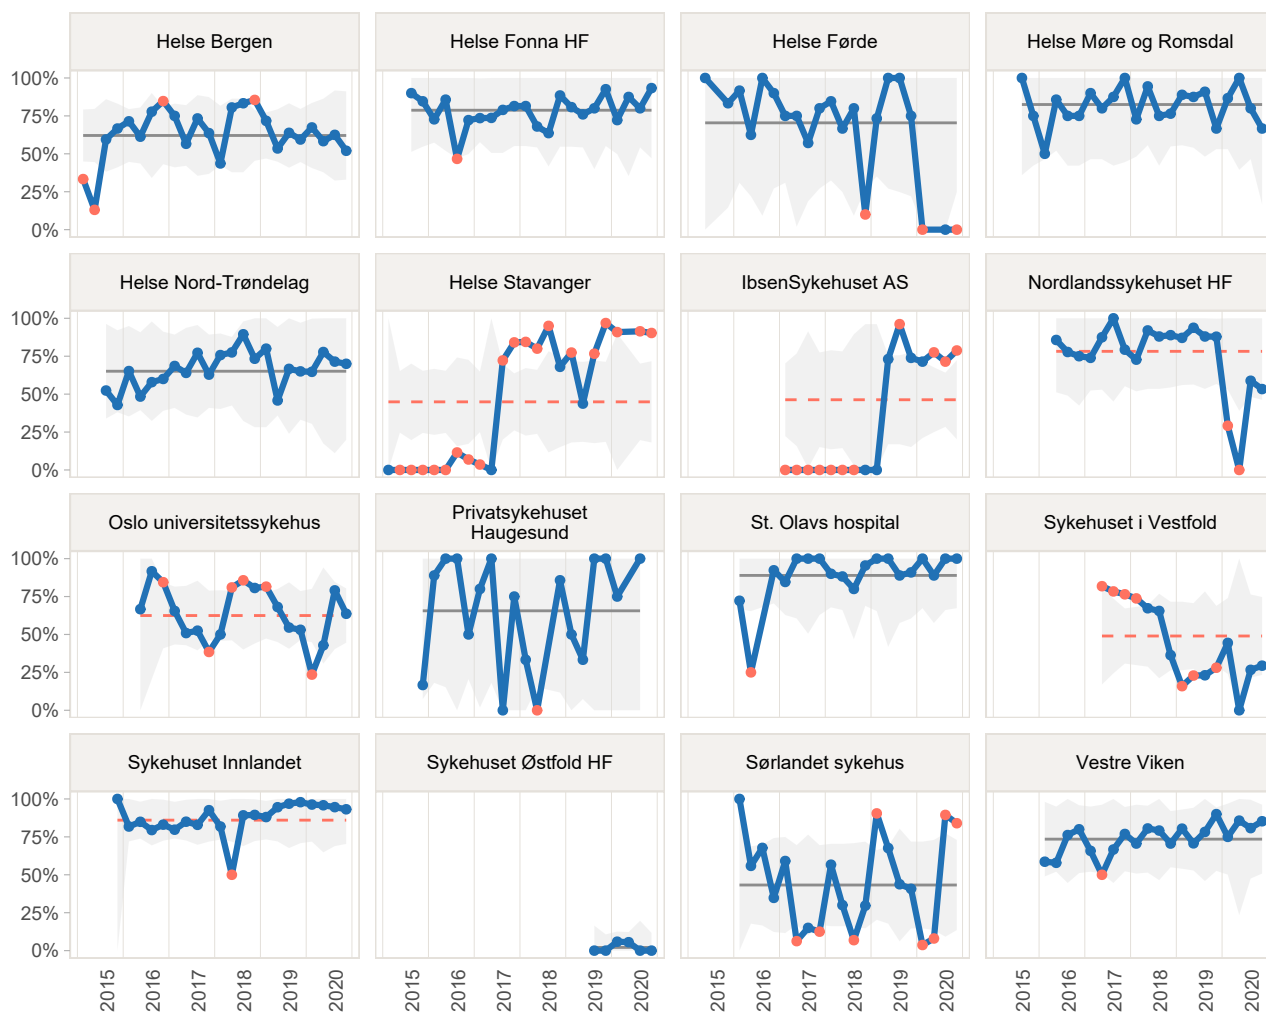 Helse Bergen
Helse Fonna HF
Helse Førde
Helse Møre og Romsdal
100%
75%
50%
25%
0%
Helse Nord-Trøndelag
Helse Stavanger
IbsenSykehuset AS
Nordlandssykehuset HF
100%
75%
50%
25%
0%
Oslo universitetssykehus
Privatsykehuset
Haugesund
St. Olavs hospital
Sykehuset i Vestfold
100%
75%
50%
25%
0%
Sykehuset Innlandet
Sykehuset Østfold HF
Sørlandet sykehus
Vestre Viken
100%
75%
50%
25%
0%
2015
2016
2017
2018
2019
2020
2015
2016
2017
2018
2019
2020
2015
2016
2017
2018
2019
2020
2015
2016
2017
2018
2019
2020